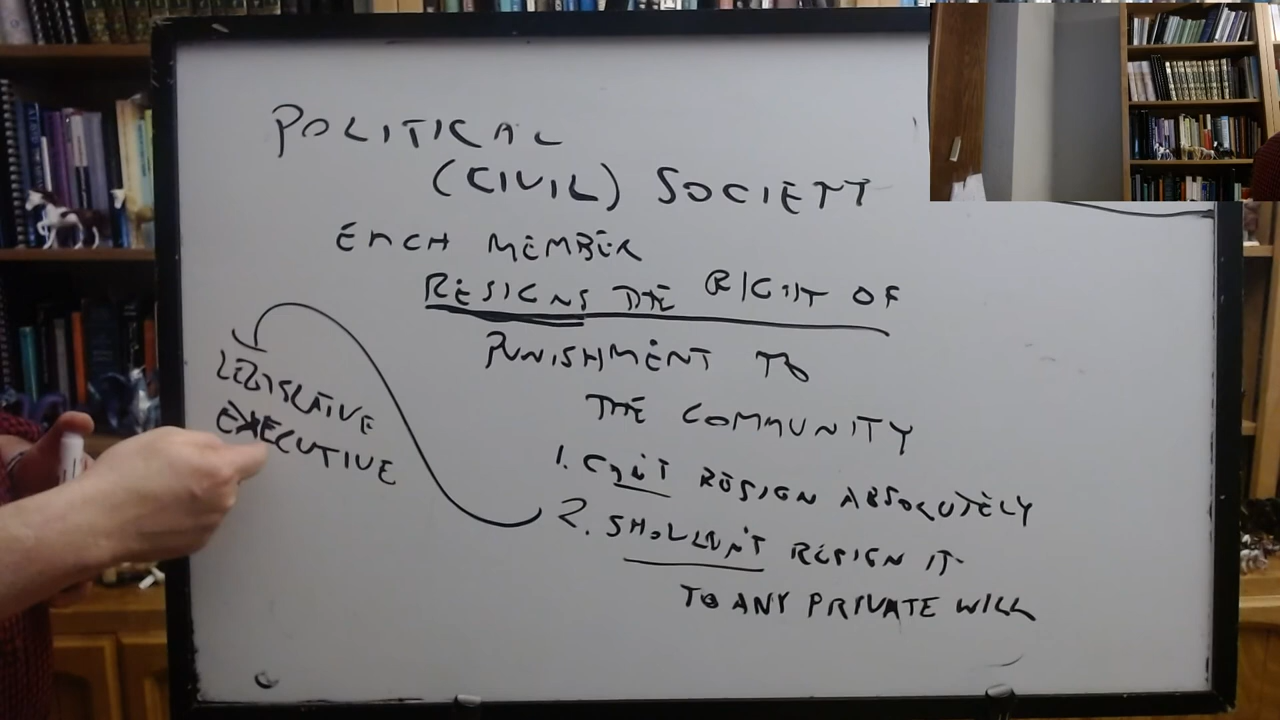 POLITICAL
(CIVIL) SOCIETY
EACH MEMBER
RESIGNS THE RIGHT OF
PUNISHMENT TO
THE COMMUNITY
1. CAN'T RESIGN ABSOLUTELY
2. SHOULDN'T RESIGN IT
TO ANY PRIVATE WILL
LEGISLATIVE
EXECUTIVE